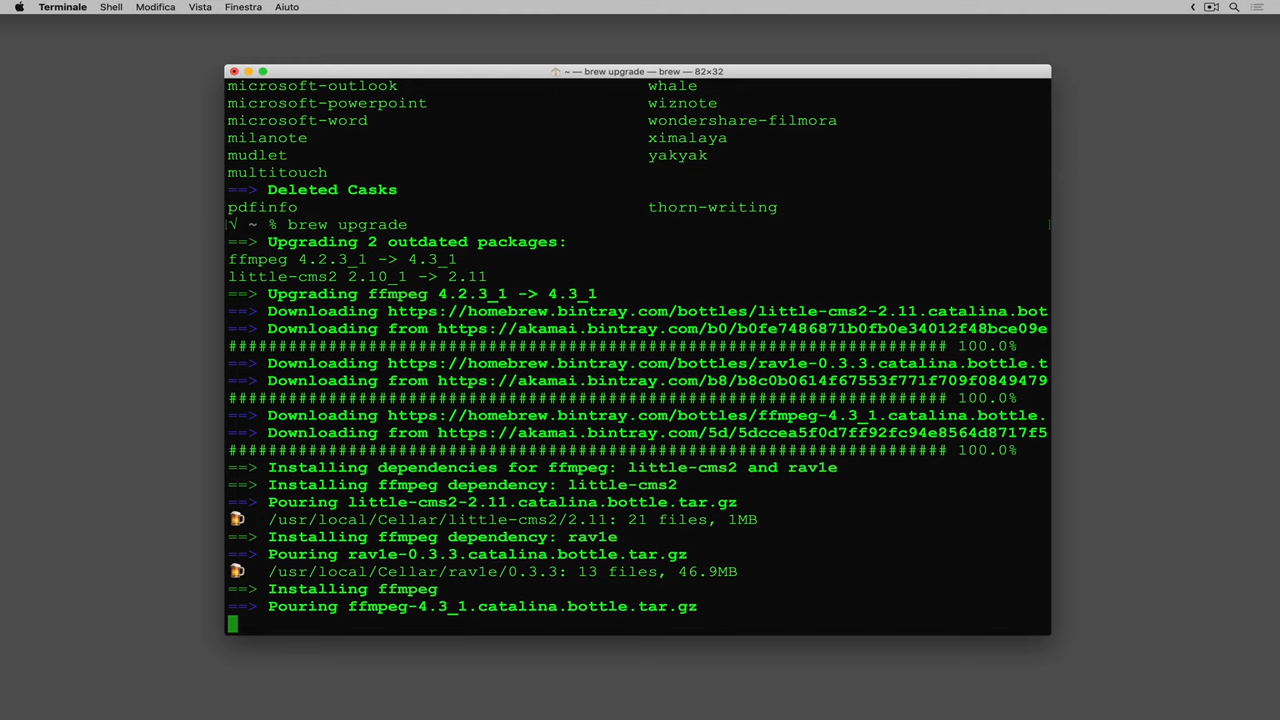 Terminale Shell Modifica Vista Finestra Aiuto
~ — brew upgrade — brew — 82×32
microsoft-outlook whale
microsoft-powerpoint wiznote
microsoft-word wondershare-filmora
milanote ximalaya
mudlet yakyak
multitouch
==> Deleted Casks
pdfinfo thorn-writing
√ ~ % brew upgrade
==> Upgrading 2 outdated packages:
ffmpeg 4.2.3_1 -> 4.3_1
little-cms2 2.10_1 -> 2.11
==> Upgrading ffmpeg 4.2.3_1 -> 4.3_1
==> Downloading https://homebrew.bintray.com/bottles/little-cms2-2.11.catalina.bot
==> Downloading from https://akamai.bintray.com/b0/b0fe7486871b0fb0e34012f48bce09e
######################################################################## 100.0%
==> Downloading https://homebrew.bintray.com/bottles/rav1e-0.3.3.catalina.bottle.t
==> Downloading from https://akamai.bintray.com/b8/b8c0b0614f67553f771f709f0849479
######################################################################## 100.0%
==> Downloading https://homebrew.bintray.com/bottles/ffmpeg-4.3_1.catalina.bottle.
==> Downloading from https://akamai.bintray.com/5d/5dccea5f0d7ff92fc94e8564d8717f5
######################################################################## 100.0%
==> Installing dependencies for ffmpeg: little-cms2 and rav1e
==> Installing ffmpeg dependency: little-cms2
==> Pouring little-cms2-2.11.catalina.bottle.tar.gz
🍺 /usr/local/Cellar/little-cms2/2.11: 21 files, 1MB
==> Installing ffmpeg dependency: rav1e
==> Pouring rav1e-0.3.3.catalina.bottle.tar.gz
🍺 /usr/local/Cellar/rav1e/0.3.3: 13 files, 46.9MB
==> Installing ffmpeg
==> Pouring ffmpeg-4.3_1.catalina.bottle.tar.gz